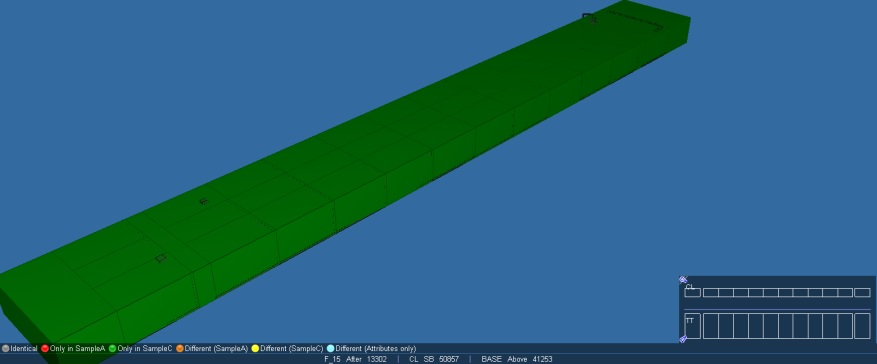 CL
TT
Identical Only in SampleA Only in SampleC Different (SampleA) Different (SampleC) Different (Attributes only)
F_15 After 13302 | CL SB 50857 | BASE Above 41253